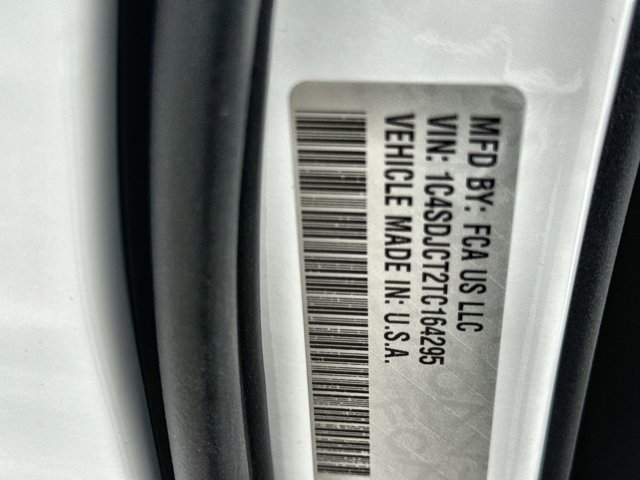 MFD BY: FCA US LLC
VIN: 1C4SDJCT2TC164295
VEHICLE MADE IN: U.S.A.